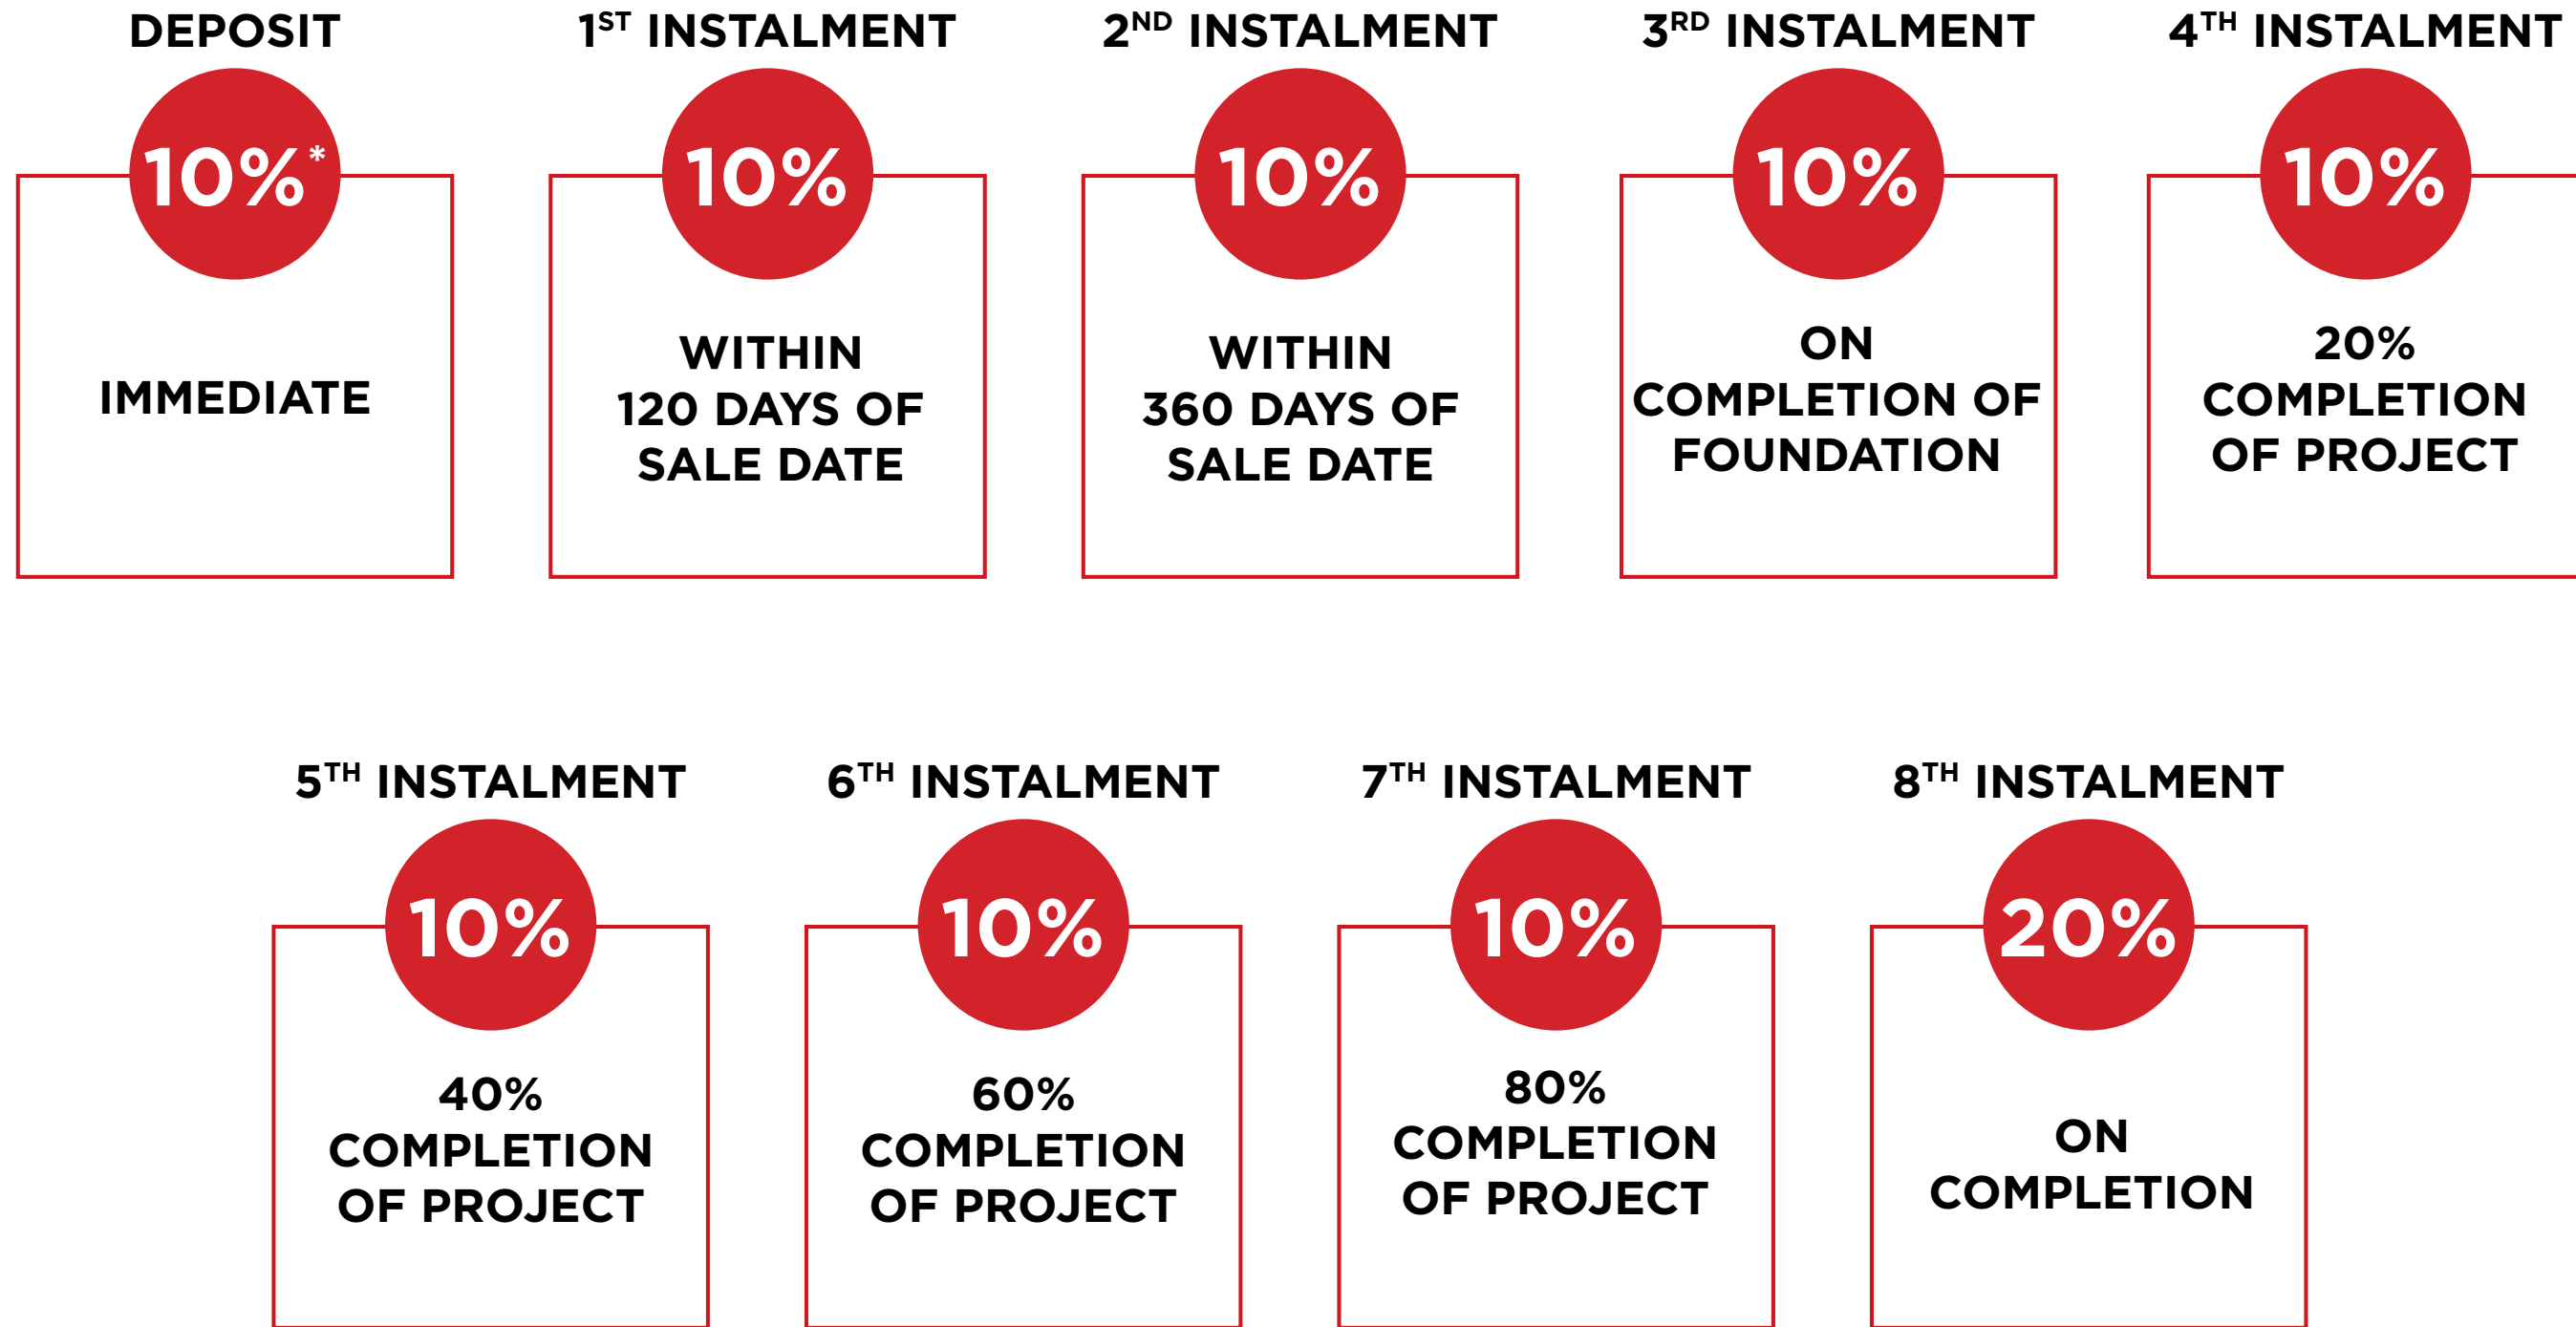 DEPOSIT
10%*
IMMEDIATE
1ST INSTALMENT
10%
WITHIN
120 DAYS OF
SALE DATE
2ND INSTALMENT
10%
WITHIN
360 DAYS OF
SALE DATE
3RD INSTALMENT
10%
ON
COMPLETION OF
FOUNDATION
4TH INSTALMENT
10%
20%
COMPLETION
OF PROJECT
5TH INSTALMENT
10%
40%
COMPLETION
OF PROJECT
6TH INSTALMENT
10%
60%
COMPLETION
OF PROJECT
7TH INSTALMENT
10%
80%
COMPLETION
OF PROJECT
8TH INSTALMENT
20%
ON
COMPLETION